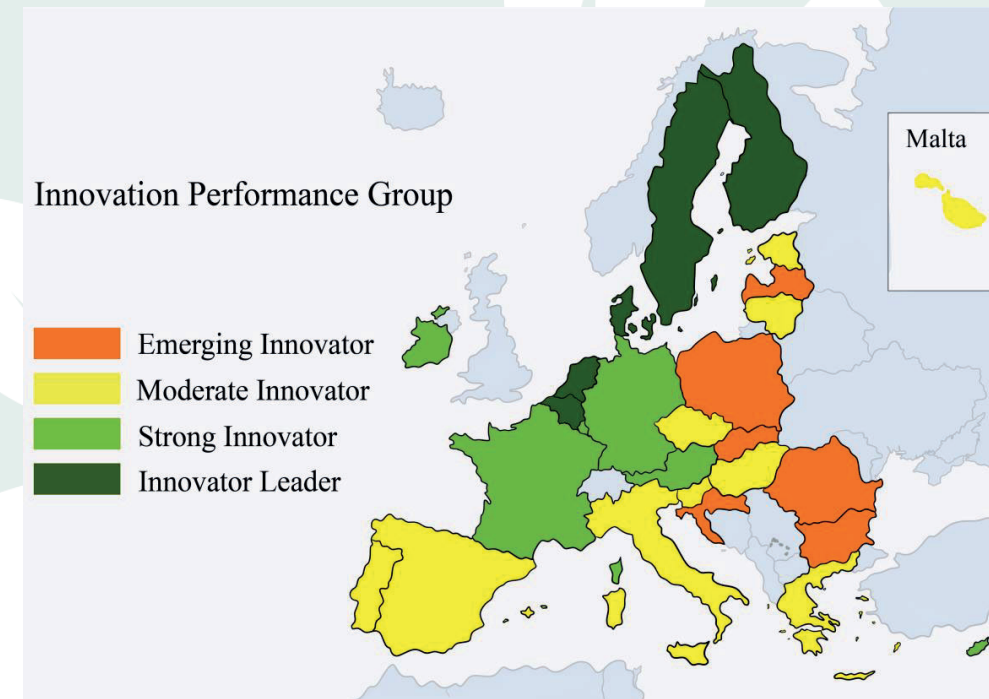 Innovation Performance Group
Emerging Innovator
Moderate Innovator
Strong Innovator
Innovator Leader
Malta